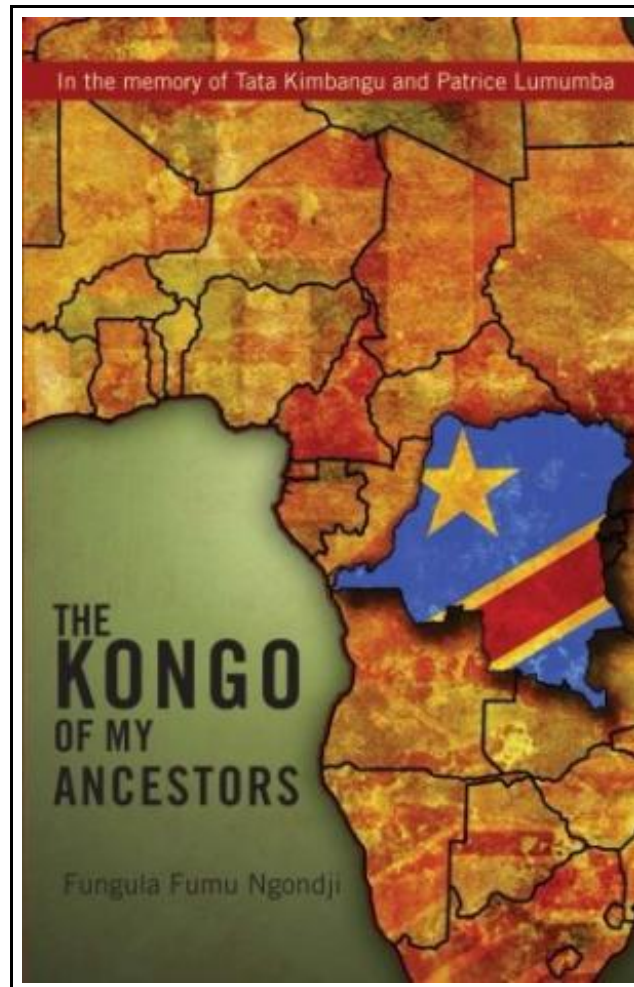 In the memory of Tata Kimbangu and Patrice Lumumba
THE
KONGO
OF MY
ANCESTORS
Fungula Fumu Ngondji